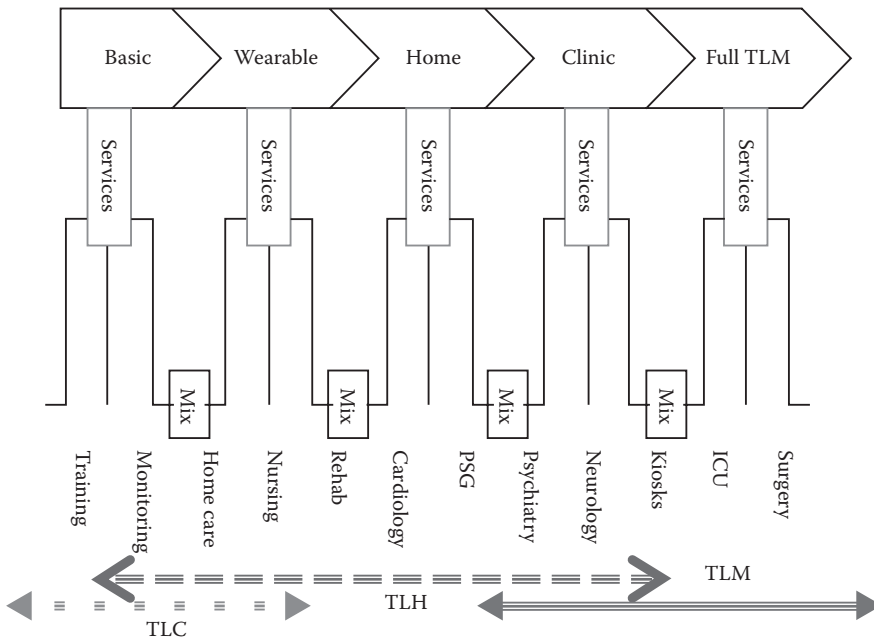 Basic
Wearable
Home
Clinic
Full TLM
Services
Services
Services
Services
Services
Mix
Mix
Mix
Mix
Training
Monitoring
Home care
Nursing
Rehab
Cardiology
PSG
Psychiatry
Neurology
Kiosks
ICU
Surgery
TLM
TLH
TLC